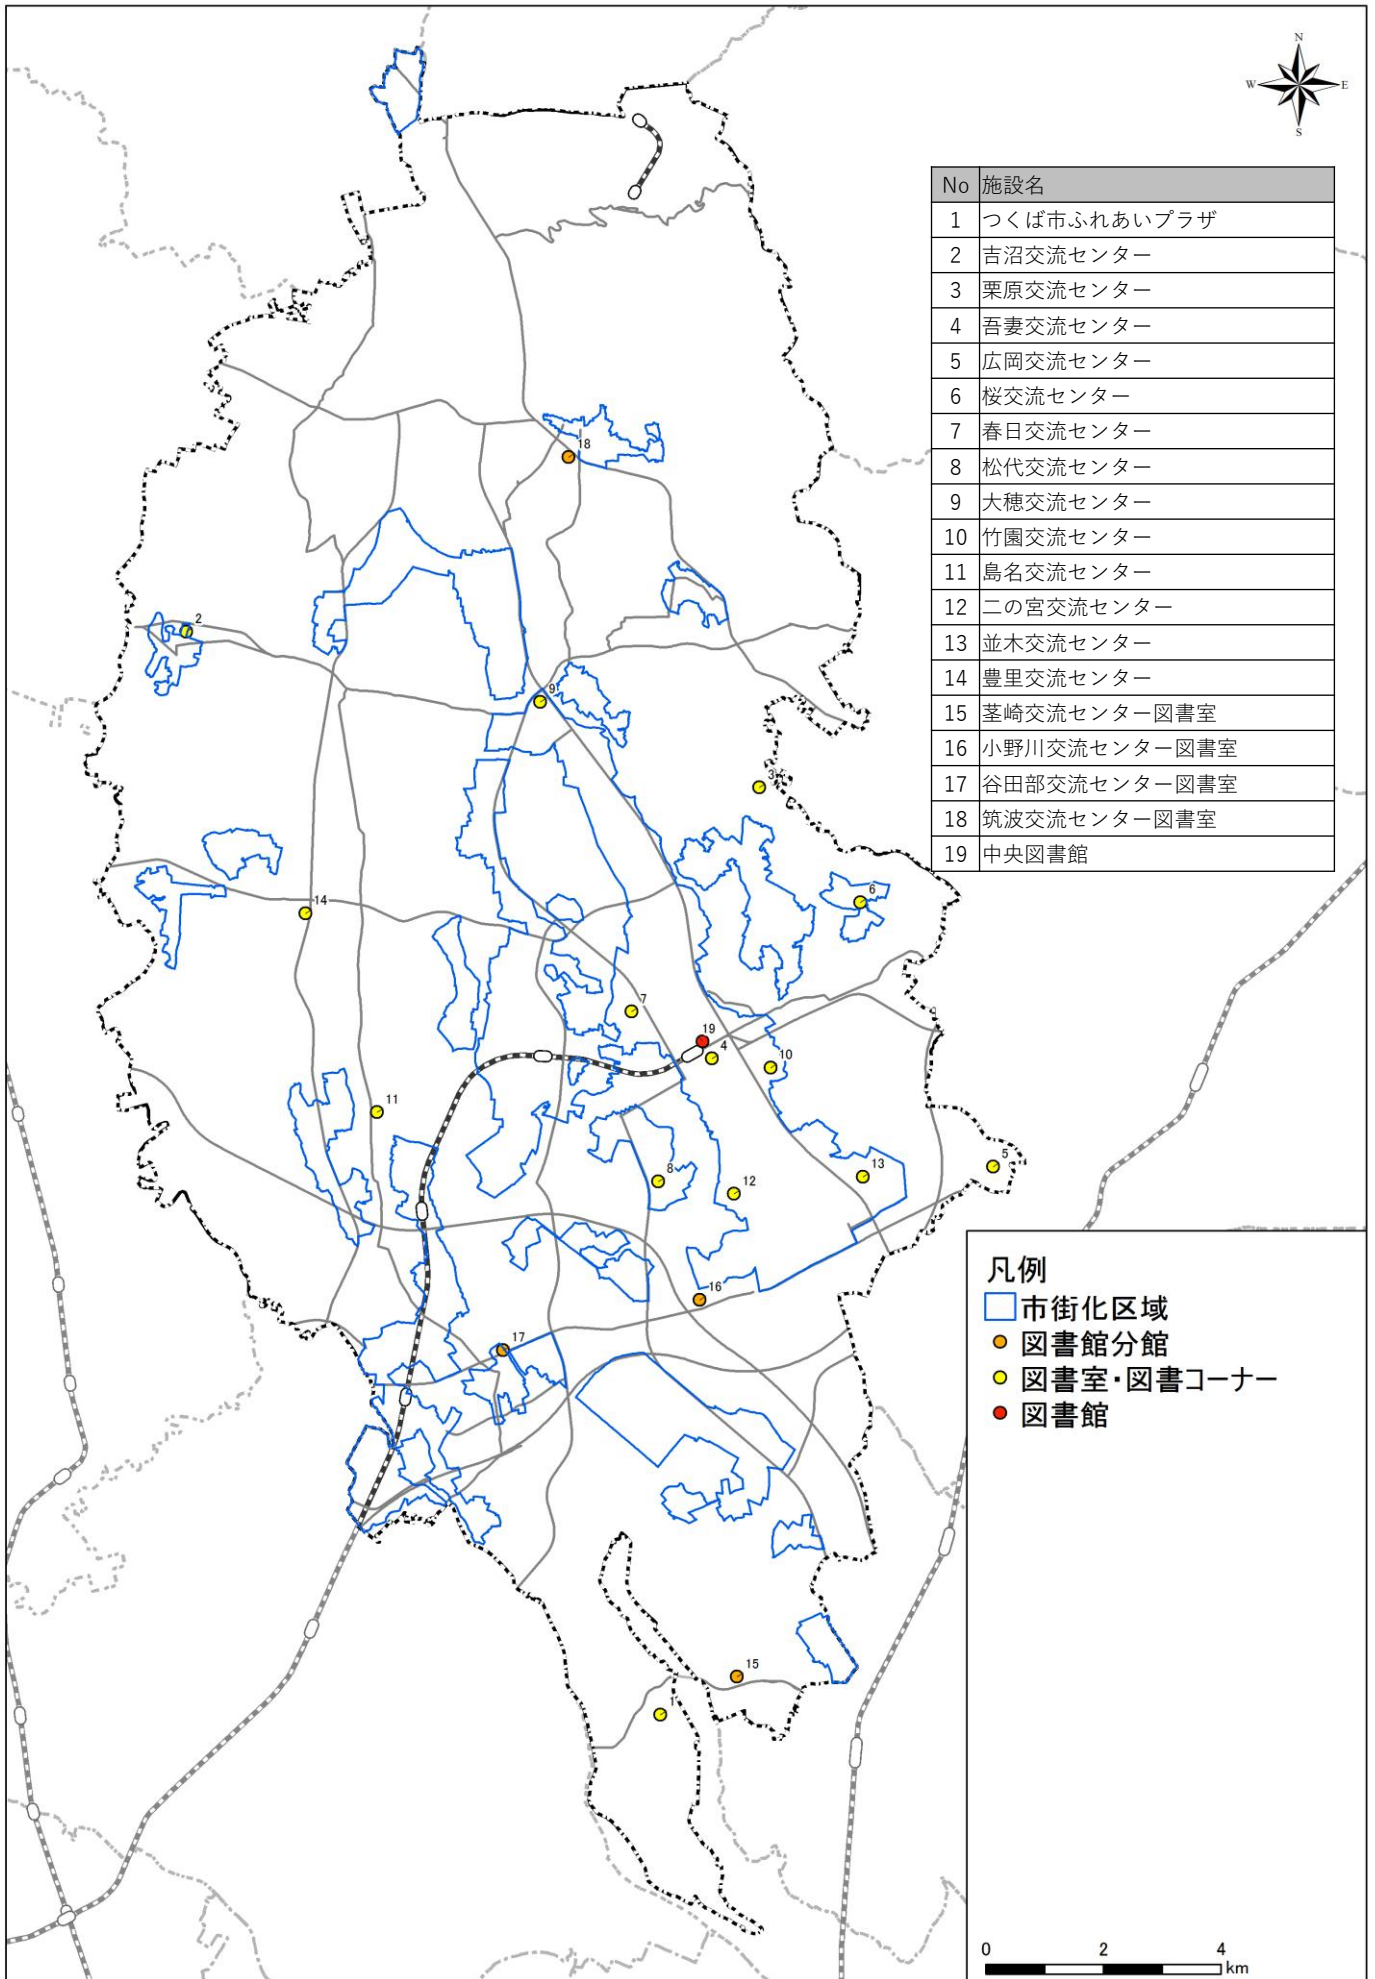 N
W E
S
No 施設名
1 つくば市ふれあいプラザ
2 吉沼交流センター
3 栗原交流センター
4 吾妻交流センター
5 広岡交流センター
6 桜交流センター
7 春日交流センター
8 松代交流センター
9 大穂交流センター
10 竹園交流センター
11 島名交流センター
12 二の宮交流センター
13 並木交流センター
14 豊里交流センター
15 茎崎交流センター図書室
16 小野川交流センター図書室
17 谷田部交流センター図書室
18 筑波交流センター図書室
19 中央図書館
18
2
9
3
6
14
7
19
4
10
11
5
8
13
12
16
17
15
1
凡例
市街化区域
図書館分館
図書室・図書コーナー
図書館
0 2 4
km